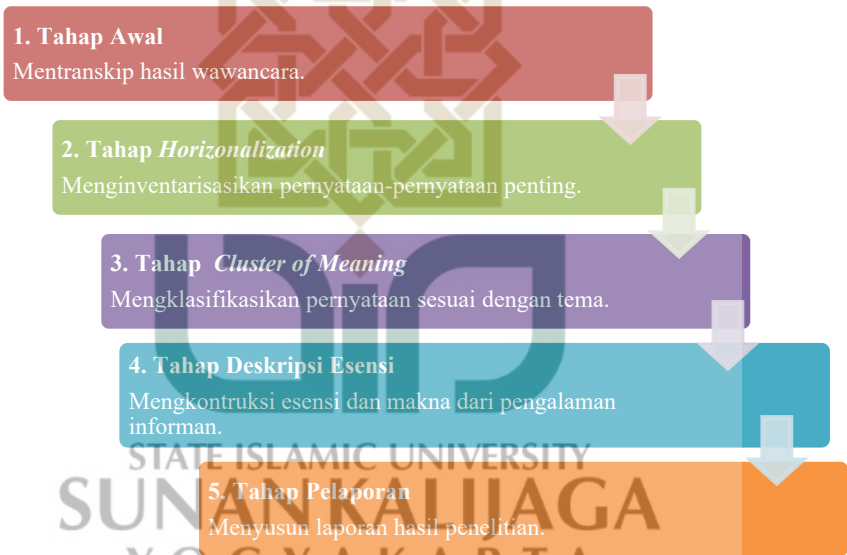 1. Tahap Awal
Mentranskip hasil wawancara.
2. Tahap Horizonalization
Menginventarisasikan pernyataan-pernyataan penting.
3. Tahap Cluster of Meaning
Mengklasifikasikan pernyataan sesuai dengan tema.
4. Tahap Deskripsi Esensi
Mengkontruksi esensi dan makna dari pengalaman
informan.
STATE ISLAMIC UNIVERSITY
5. Tahap Pelaporan
SUNAN KALIJAGA
Menyusun laporan hasil penelitian.
YOGYAKARTA